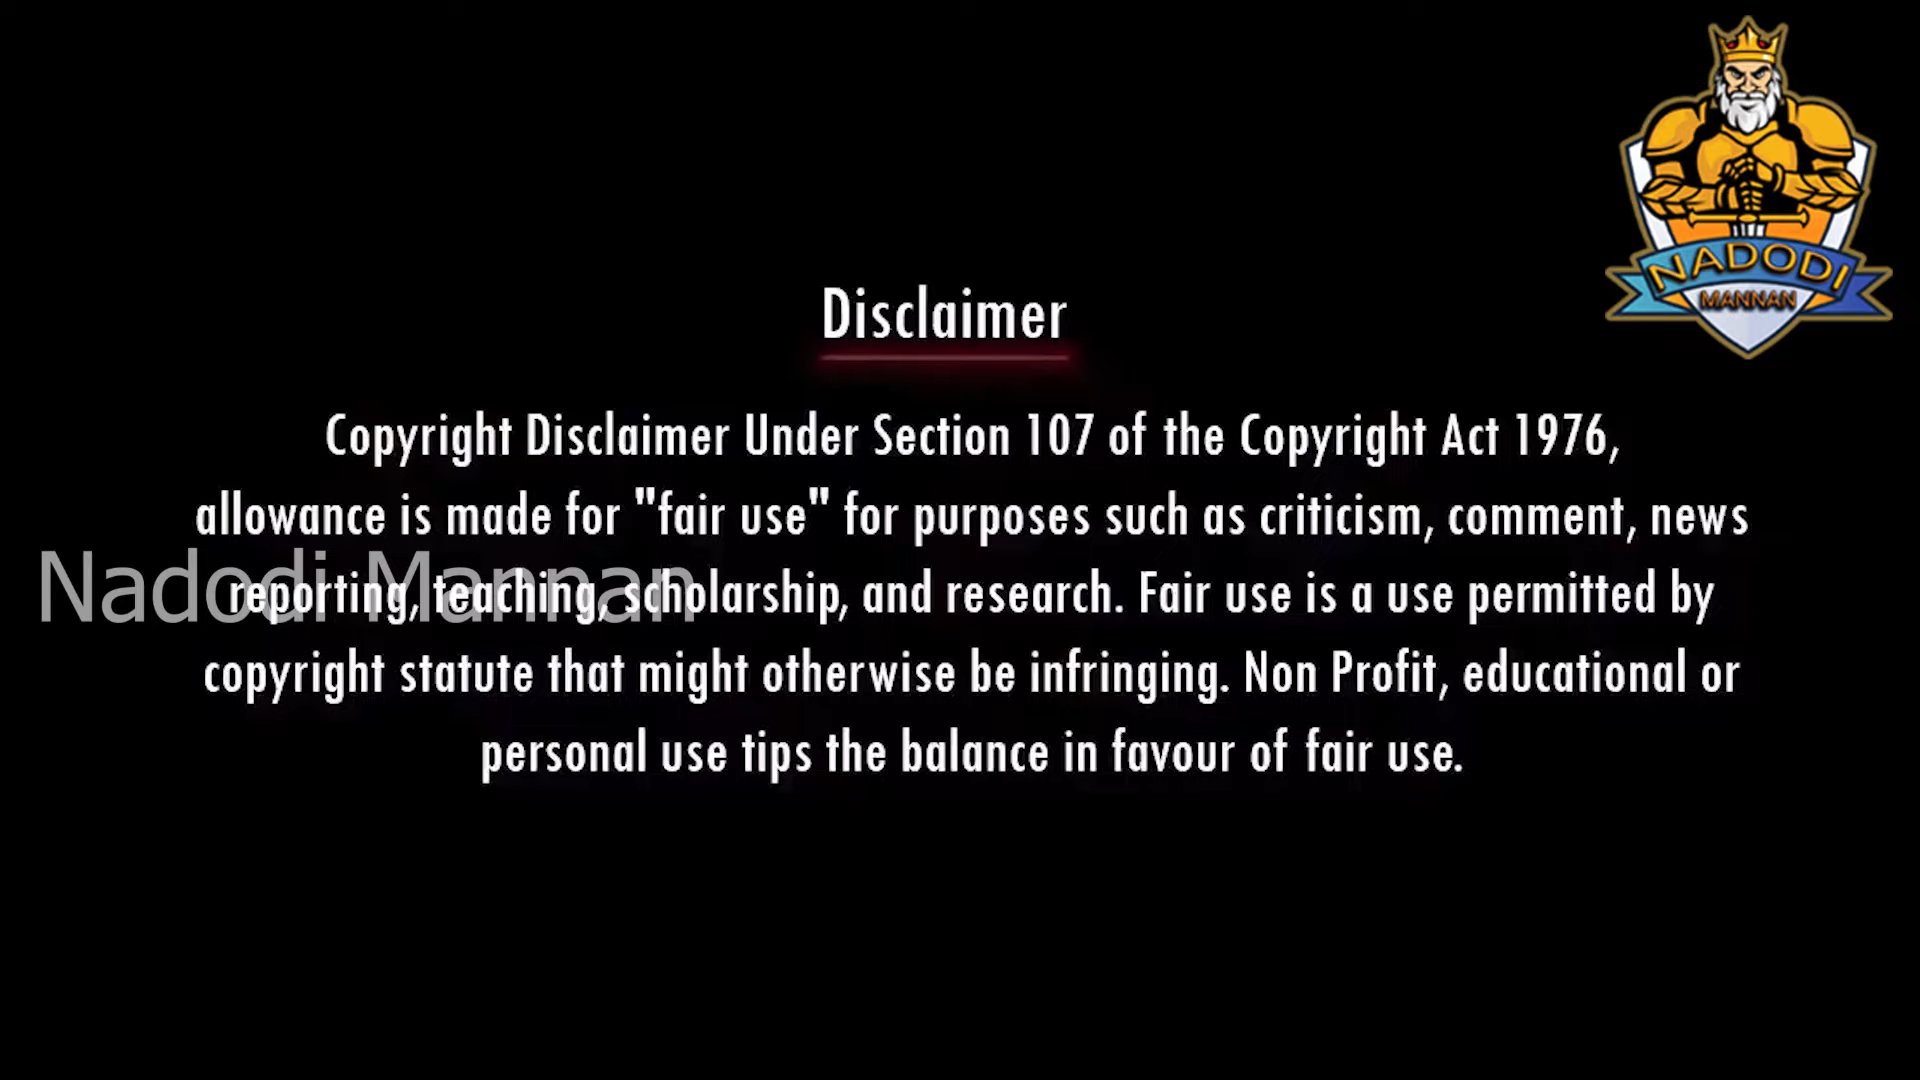 NADODI
MANNAN
Disclaimer
Copyright Disclaimer Under Section 107 of the Copyright Act 1976,
allowance is made for "fair use" for purposes such as criticism, comment, news
reporting, teaching, scholarship, and research. Fair use is a use permitted by
copyright statute that might otherwise be infringing. Non Profit, educational or
personal use tips the balance in favour of fair use.
Nadodi Mannan